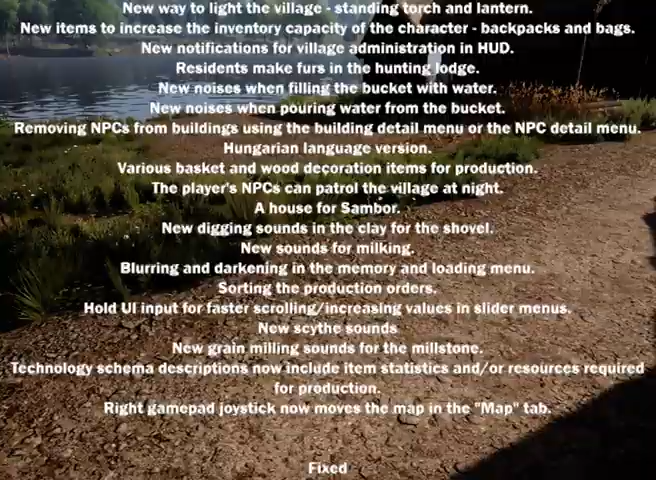 New way to light the village - standing torch and lantern.
New items to increase the inventory capacity of the character - backpacks and bags.
New notifications for village administration in HUD.
Residents make furs in the hunting lodge.
New noises when filling the bucket with water.
New noises when pouring water from the bucket.
Removing NPCs from buildings using the building detail menu or the NPC detail menu.
Hungarian language version.
Various basket and wood decoration items for production.
The player's NPCs can patrol the village at night.
A house for Sambor.
New digging sounds in the clay for the shovel.
New sounds for milking.
Blurring and darkening in the memory and loading menu.
Sorting the production orders.
Hold UI input for faster scrolling/increasing values in slider menus.
New scythe sounds
New grain milling sounds for the millstone.
Technology schema descriptions now include item statistics and/or resources required
for production.
Right gamepad joystick now moves the map in the "Map" tab.
Fixed